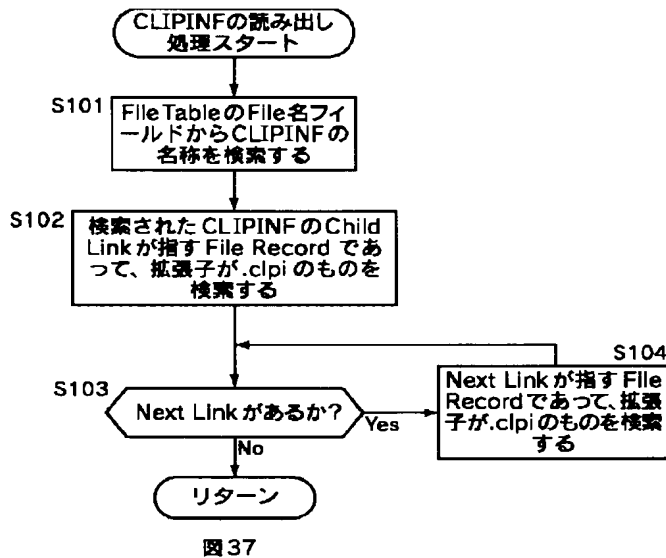 CLIPINFの読み出し
処理スタート
S101
FileTableのFile名フィ
ールドからCLIPINFの
名称を検索する
S102
検索されたCLIPINFのChild
Linkが指すFile Recordであ
って、拡張子が.clpiのものを
検索する
S103
Next Linkがあるか?
Yes
No
S104
Next Linkが指すFile
Recordであって、拡張
子が.clpiのものを検索
する
リターン
図37